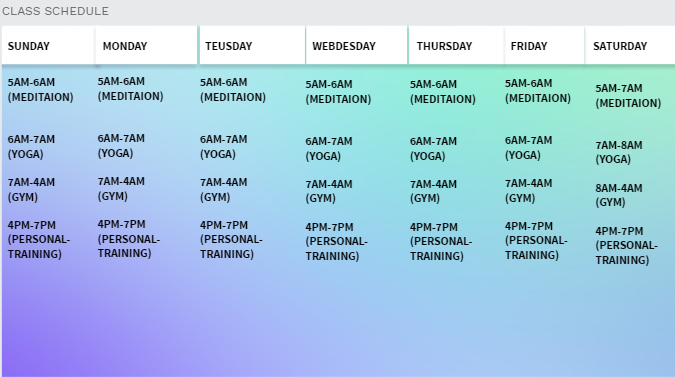 CLASS SCHEDULE
SUNDAY MONDAY TEUSDAY WEBDESDAY THURSDAY FRIDAY SATURDAY
5AM-6AM 5AM-6AM 5AM-6AM 5AM-6AM 5AM-6AM 5AM-6AM 5AM-7AM
(MEDITAION) (MEDITAION) (MEDITAION) (MEDITAION) (MEDITAION) (MEDITAION) (MEDITAION)
6AM-7AM 6AM-7AM 6AM-7AM 6AM-7AM 6AM-7AM 6AM-7AM 7AM-8AM
(YOGA) (YOGA) (YOGA) (YOGA) (YOGA) (YOGA) (YOGA)
7AM-4AM 7AM-4AM 7AM-4AM 7AM-4AM 7AM-4AM 7AM-4AM 8AM-4AM
(GYM) (GYM) (GYM) (GYM) (GYM) (GYM) (GYM)
4PM-7PM 4PM-7PM 4PM-7PM 4PM-7PM 4PM-7PM 4PM-7PM 4PM-7PM
(PERSONAL- (PERSONAL- (PERSONAL- (PERSONAL- (PERSONAL- (PERSONAL- (PERSONAL-
TRAINING) TRAINING) TRAINING) TRAINING) TRAINING) TRAINING) TRAINING)